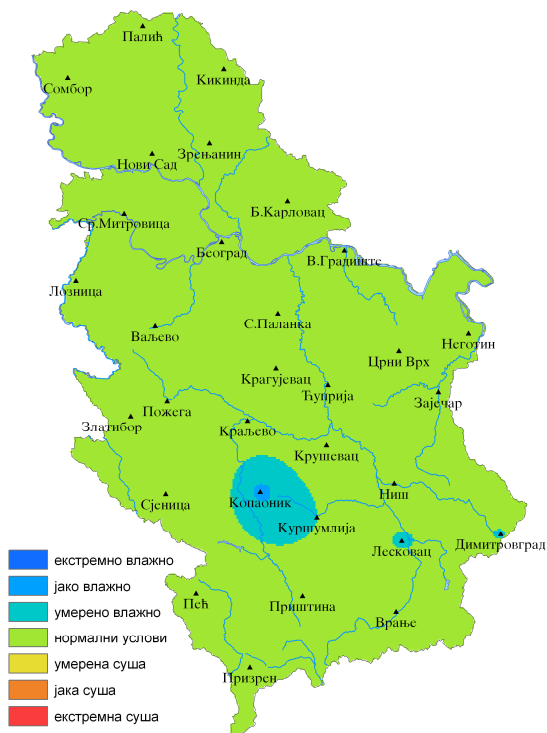 Палић
Кикинда
Сомбор
Зрењанин
Нови Сад
Б.Карловац
Ср.Митровица
Београд
В.Градиште
Лозница
С.Паланка
Ваљево
Неготин
Црни Врх
Крагујевац
Ћуприја
Зајечар
Пожега
Златибор
Краљево
Крушевац
Ниш
Копаоник
Сјеница
Куршумлија
Димитровград
Лесковац
екстремно влажно
јако влажно
умерено влажно
нормални услови
умерена суша
јака суша
екстремна суша
Пећ
Приштина
Врање
Призрен